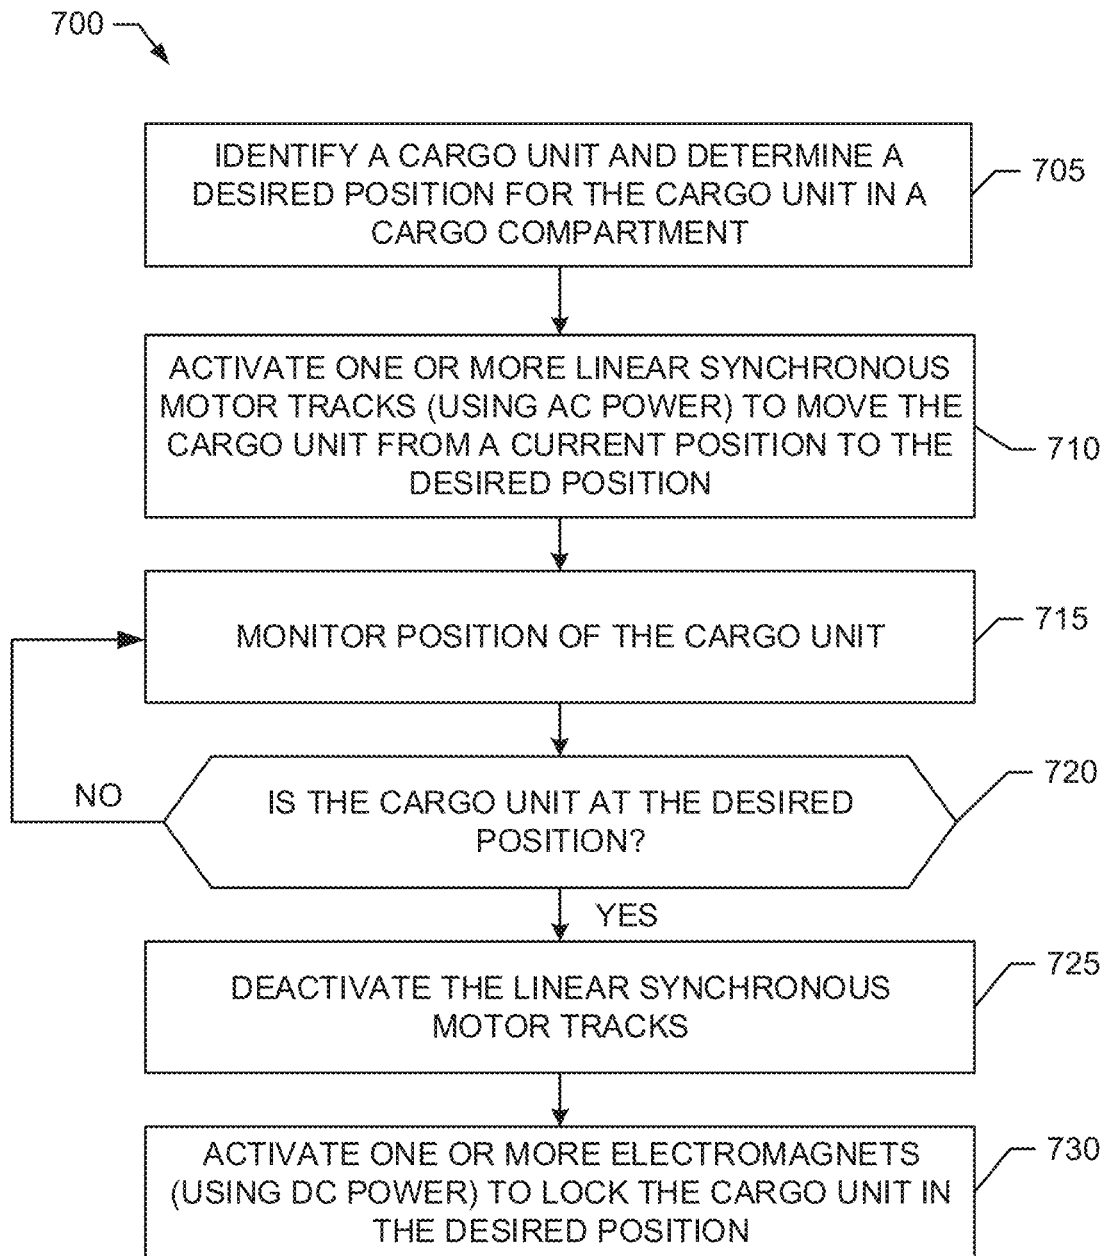 700
IDENTIFY A CARGO UNIT AND DETERMINE A
DESIRED POSITION FOR THE CARGO UNIT IN A
CARGO COMPARTMENT
705
ACTIVATE ONE OR MORE LINEAR SYNCHRONOUS
MOTOR TRACKS (USING AC POWER) TO MOVE THE
CARGO UNIT FROM A CURRENT POSITION TO THE
DESIRED POSITION
710
MONITOR POSITION OF THE CARGO UNIT
715
IS THE CARGO UNIT AT THE DESIRED
POSITION?
720
NO
YES
DEACTIVATE THE LINEAR SYNCHRONOUS
MOTOR TRACKS
725
ACTIVATE ONE OR MORE ELECTROMAGNETS
(USING DC POWER) TO LOCK THE CARGO UNIT IN
THE DESIRED POSITION
730